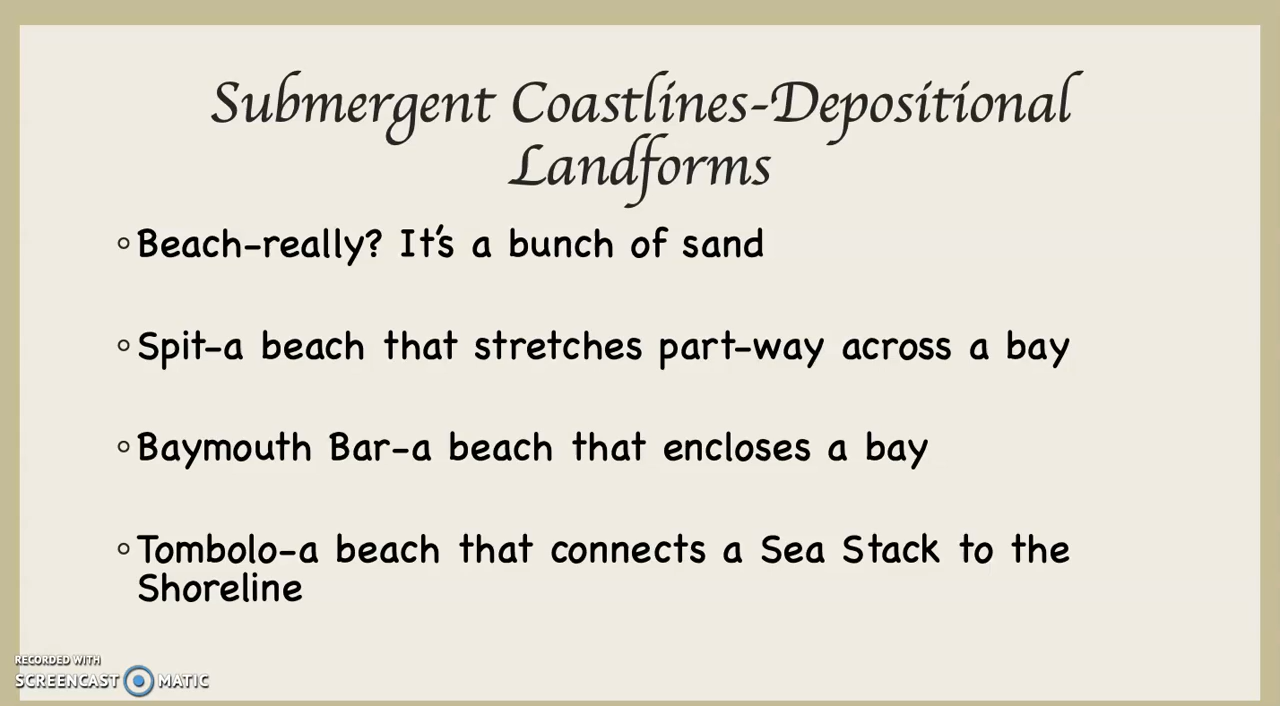 Submergent Coastlines-Depositional
Landforms
Beach-really? It's a bunch of sand
Spit-a beach that stretches part-way across a bay
Baymouth Bar-a beach that encloses a bay
Tombolo-a beach that connects a Sea Stack to the
Shoreline
RECORDED WITH
SCREENCAST MATIC